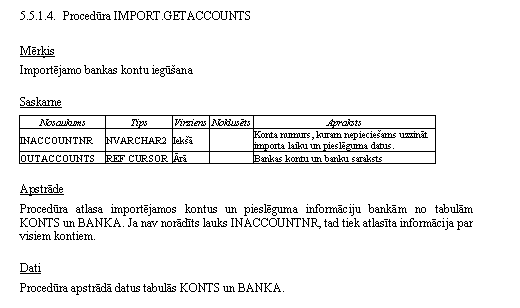 5.5.1.4. Procedūra IMPORT.GETACCOUNTS
Mērķis
Importējamo bankas kontu iegūšana
Saskarne
Nosaukums Tips Virziens Noklusēts Apraksts
INACCOUNTNR NVARCHAR2 Iekšā Konta numurs, kuram nepieciešams uzzināt
importa laiku un pieslēguma datus.
OUTACCOUNTS REF CURSOR Ārā Bankas kontu un banku saraksts
Apstrāde
Procedūra atlasa importējamos kontus un pieslēguma informāciju bankām no tabulām
KONTS un BANKA. Ja nav norādīts lauks INACCOUNTNR, tad tiek atlasīta informācija par
visiem kontiem.
Dati
Procedūra apstrādā datus tabulās KONTS un BANKA.